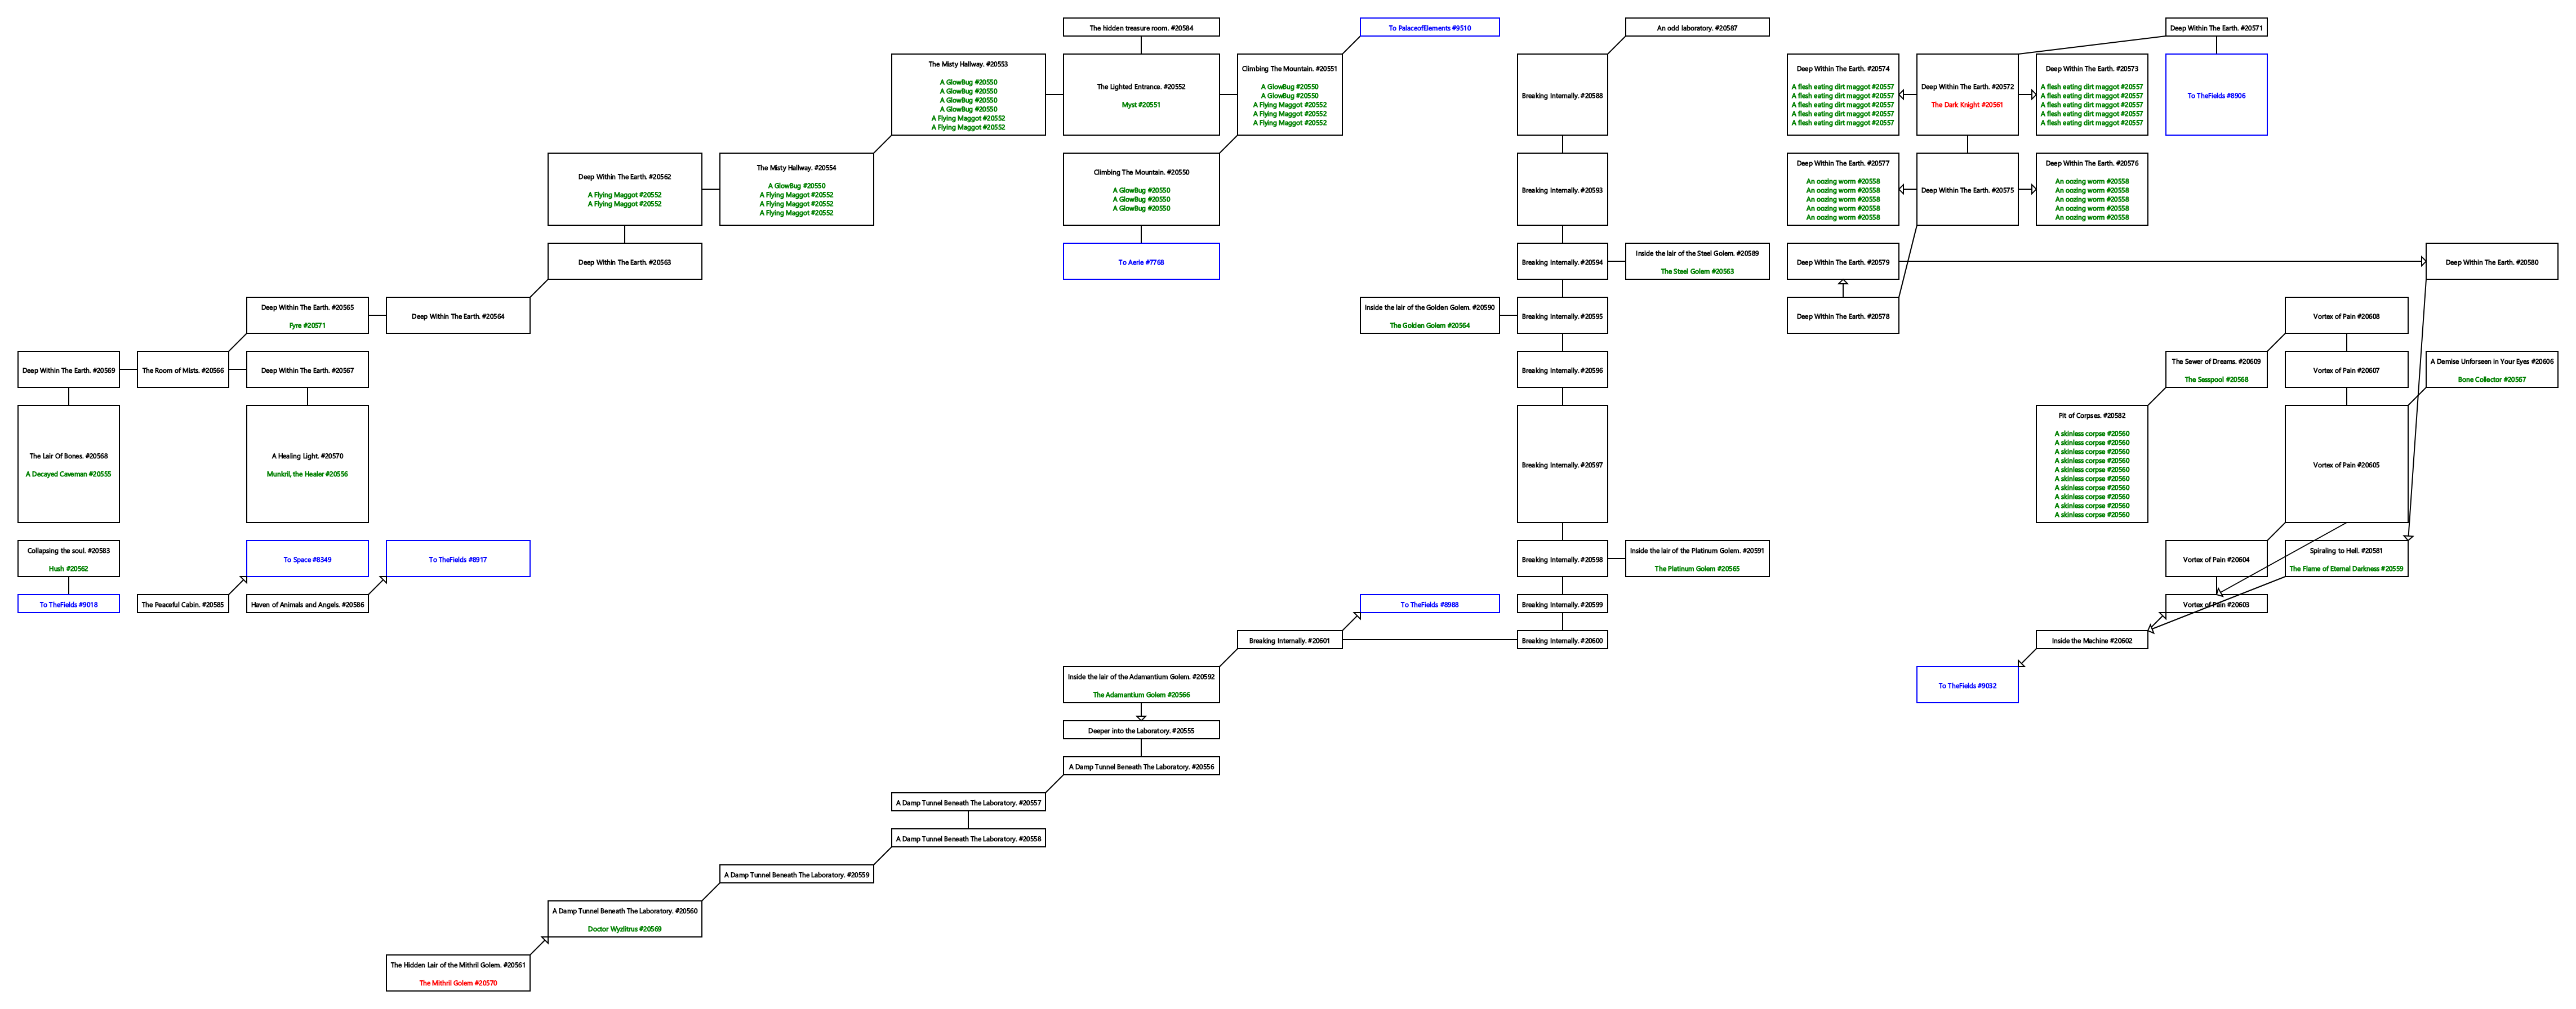 The hidden treasure room. #20584
To PalaceofElements #9510
An odd laboratory. #20587
Deep Within The Earth. #20571
The Misty Hallway. #20553
A GlowBug #20550
A GlowBug #20550
A GlowBug #20550
A GlowBug #20550
A Flying Maggot #20552
A Flying Maggot #20552
The Lighted Entrance. #20552
Myst #20551
Climbing The Mountain. #20551
A GlowBug #20550
A GlowBug #20550
A Flying Maggot #20552
A Flying Maggot #20552
A Flying Maggot #20552
Breaking Internally. #20588
Deep Within The Earth. #20574
A flesh eating dirt maggot #20557
A flesh eating dirt maggot #20557
A flesh eating dirt maggot #20557
A flesh eating dirt maggot #20557
A flesh eating dirt maggot #20557
Deep Within The Earth. #20572
The Dark Knight #20561
Deep Within The Earth. #20573
A flesh eating dirt maggot #20557
A flesh eating dirt maggot #20557
A flesh eating dirt maggot #20557
A flesh eating dirt maggot #20557
A flesh eating dirt maggot #20557
To TheFields #8906
Deep Within The Earth. #20562
A Flying Maggot #20552
A Flying Maggot #20552
The Misty Hallway. #20554
A GlowBug #20550
A Flying Maggot #20552
A Flying Maggot #20552
A Flying Maggot #20552
Climbing The Mountain. #20550
A GlowBug #20550
A GlowBug #20550
A GlowBug #20550
Breaking Internally. #20593
Deep Within The Earth. #20577
An oozing worm #20558
An oozing worm #20558
An oozing worm #20558
An oozing worm #20558
An oozing worm #20558
Deep Within The Earth. #20575
Deep Within The Earth. #20576
An oozing worm #20558
An oozing worm #20558
An oozing worm #20558
An oozing worm #20558
An oozing worm #20558
Deep Within The Earth. #20563
To Aerie #7768
Breaking Internally. #20594
Inside the lair of the Steel Golem. #20589
The Steel Golem #20563
Deep Within The Earth. #20579
Deep Within The Earth. #20580
Deep Within The Earth. #20565
Fyre #20571
Deep Within The Earth. #20564
Inside the lair of the Golden Golem. #20590
The Golden Golem #20564
Breaking Internally. #20595
Deep Within The Earth. #20578
Vortex of Pain #20608
Deep Within The Earth. #20569
The Room of Mists. #20566
Deep Within The Earth. #20567
Breaking Internally. #20596
The Sewer of Dreams. #20609
The Sesspool #20568
Vortex of Pain #20607
A Demise Unforseen in Your Eyes #20606
Bone Collector #20567
The Lair Of Bones. #20568
A Decayed Caveman #20555
A Healing Light. #20570
Munkril, the Healer #20556
Breaking Internally. #20597
Pit of Corpses. #20582
A skinless corpse #20560
A skinless corpse #20560
A skinless corpse #20560
A skinless corpse #20560
A skinless corpse #20560
A skinless corpse #20560
A skinless corpse #20560
A skinless corpse #20560
A skinless corpse #20560
A skinless corpse #20560
Vortex of Pain #20605
Collapsing the soul. #20583
Hush #20562
To Space #8349
To TheFields #8917
Breaking Internally. #20598
Inside the lair of the Platinum Golem. #20591
The Platinum Golem #20565
Vortex of Pain #20604
Spiraling to Hell. #20581
The Flame of Eternal Darkness #20559
To TheFields #9018
The Peaceful Cabin. #20585
Haven of Animals and Angels. #20586
To TheFields #8988
Breaking Internally. #20599
Vortex of Pain #20603
Breaking Internally. #20601
Breaking Internally. #20600
Inside the Machine #20602
Inside the lair of the Adamantium Golem. #20592
The Adamantium Golem #20566
To TheFields #9032
Deeper into the Laboratory. #20555
A Damp Tunnel Beneath The Laboratory. #20556
A Damp Tunnel Beneath The Laboratory. #20557
A Damp Tunnel Beneath The Laboratory. #20558
A Damp Tunnel Beneath The Laboratory. #20559
A Damp Tunnel Beneath The Laboratory. #20560
Doctor Wyzlitrus #20569
The Hidden Lair of the Mithril Golem. #20561
The Mithril Golem #20570